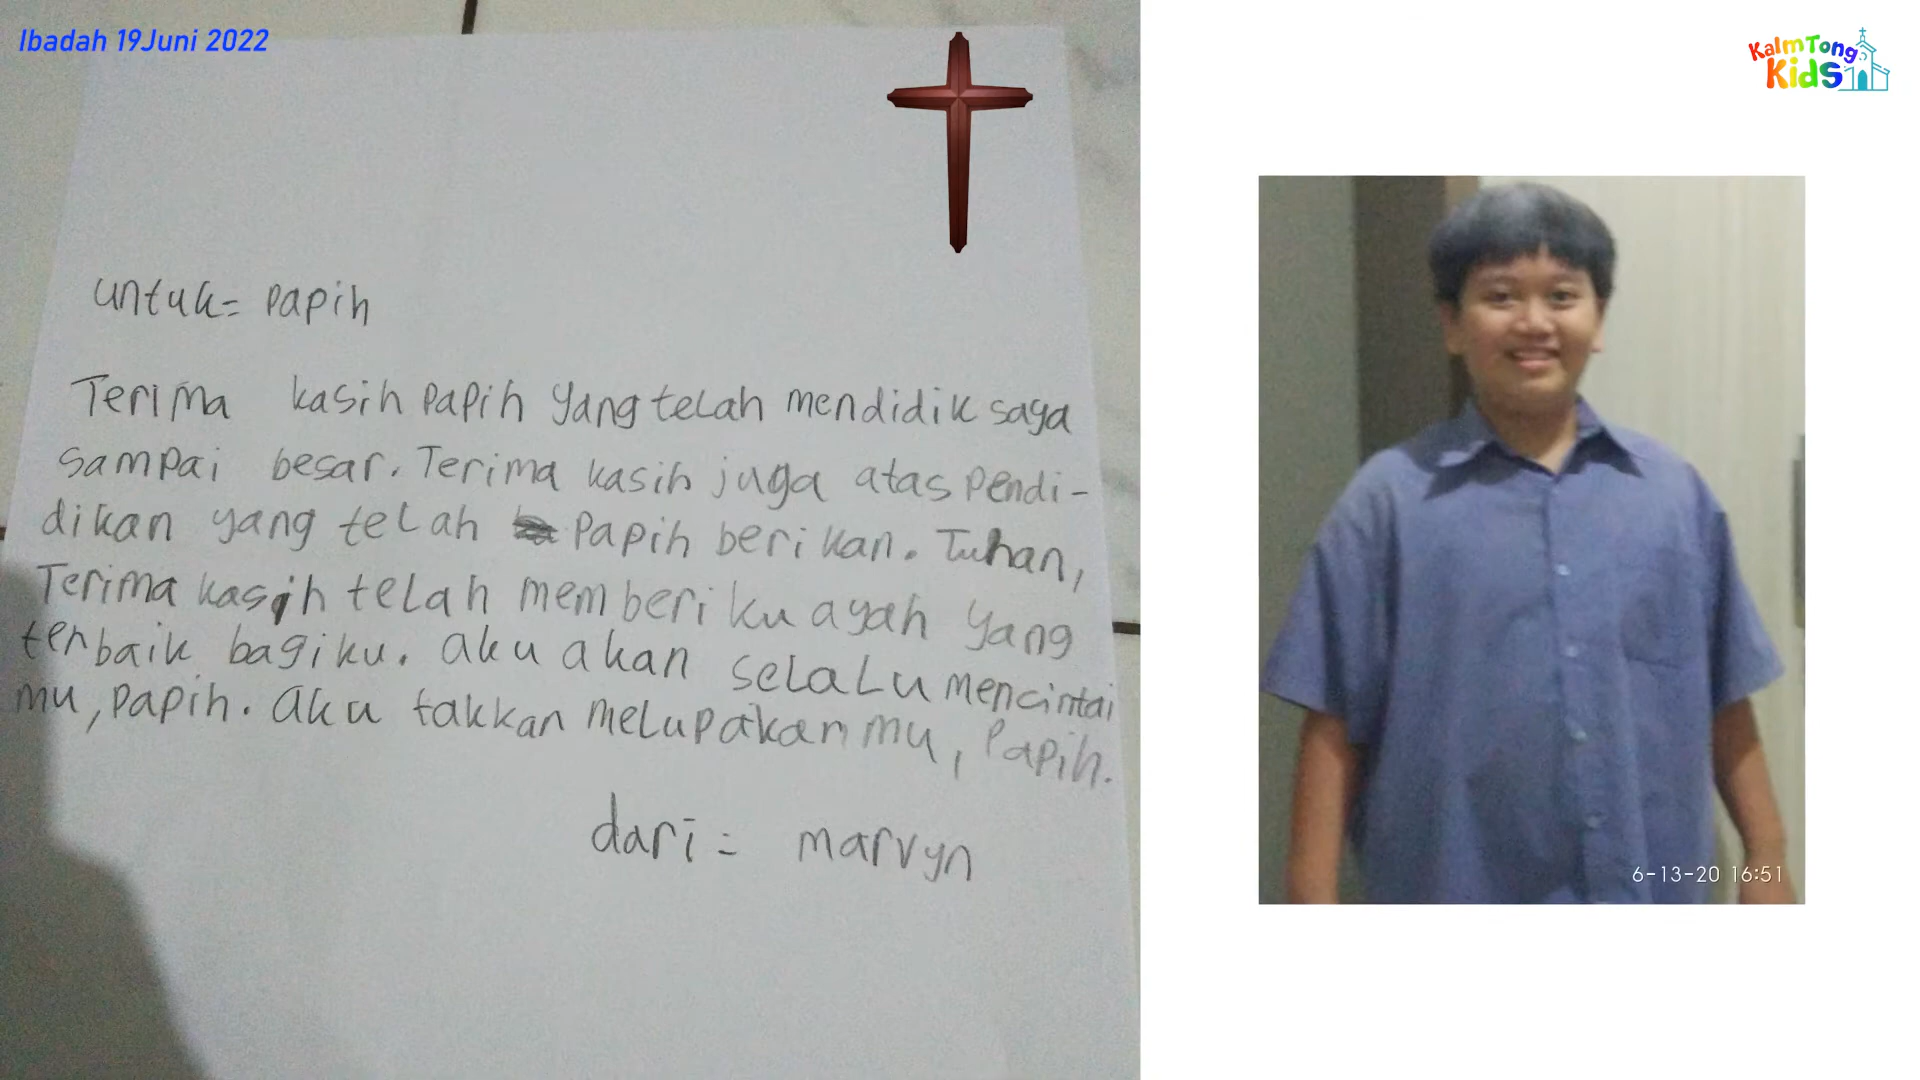 Ibadah 19Juni 2022
KalmTong
Kids
untuk= papih
Terima kasih papih yang telah mendidik saya
sampai besar. Terima kasih juga atas pendi-
dikan yang telah papih berikan. Tuhan,
Terima kasih telah memberiku ayah yang
terbaik bagiku. aku akan selalu mencintai
mu, papih. aku takkan melupakanmu, papih.
dari= marvyn
6-13-20 16:51